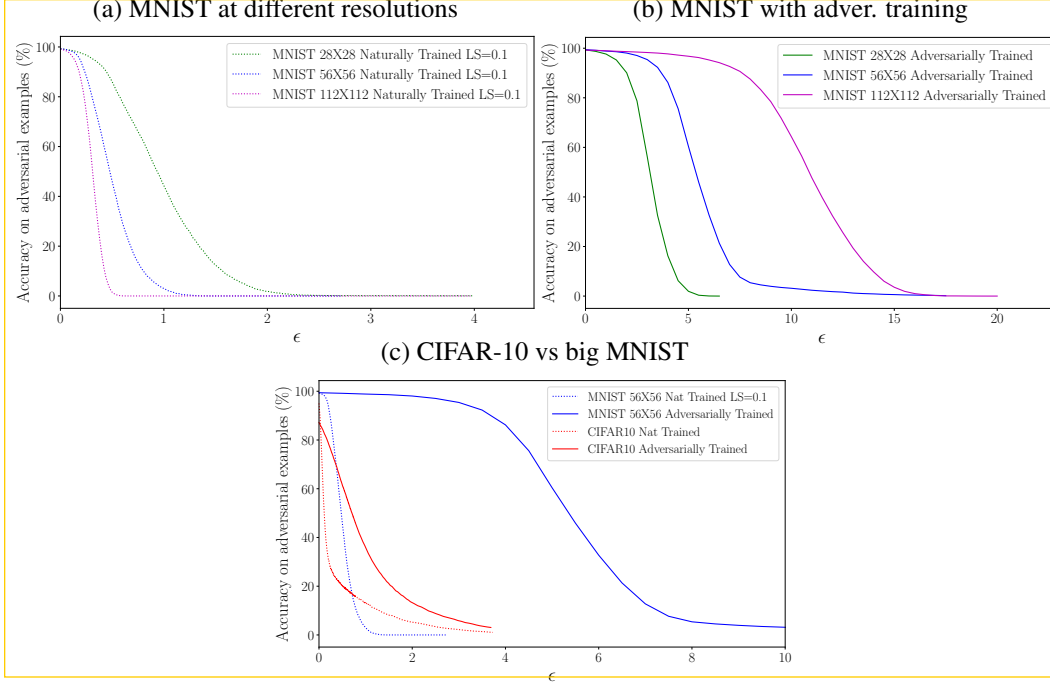 (a) MNIST at different resolutions
Accuracy on adversarial examples (%)
100
80
60
40
20
0
MNIST 28X28 Naturally Trained LS=0.1
MNIST 56X56 Naturally Trained LS=0.1
MNIST 112X112 Naturally Trained LS=0.1
0 1 2 3 4
ϵ
(b) MNIST with adver. training
Accuracy on adversarial examples (%)
100
80
60
40
20
0
MNIST 28X28 Adversarially Trained
MNIST 56X56 Adversarially Trained
MNIST 112X112 Adversarially Trained
0 5 10 15 20
ϵ
(c) CIFAR-10 vs big MNIST
Accuracy on adversarial examples (%)
100
80
60
40
20
0
MNIST 56X56 Nat Trained LS=0.1
MNIST 56X56 Adversarially Trained
CIFAR10 Nat Trained
CIFAR10 Adversarially Trained
0 2 4 6 8 10
ϵ